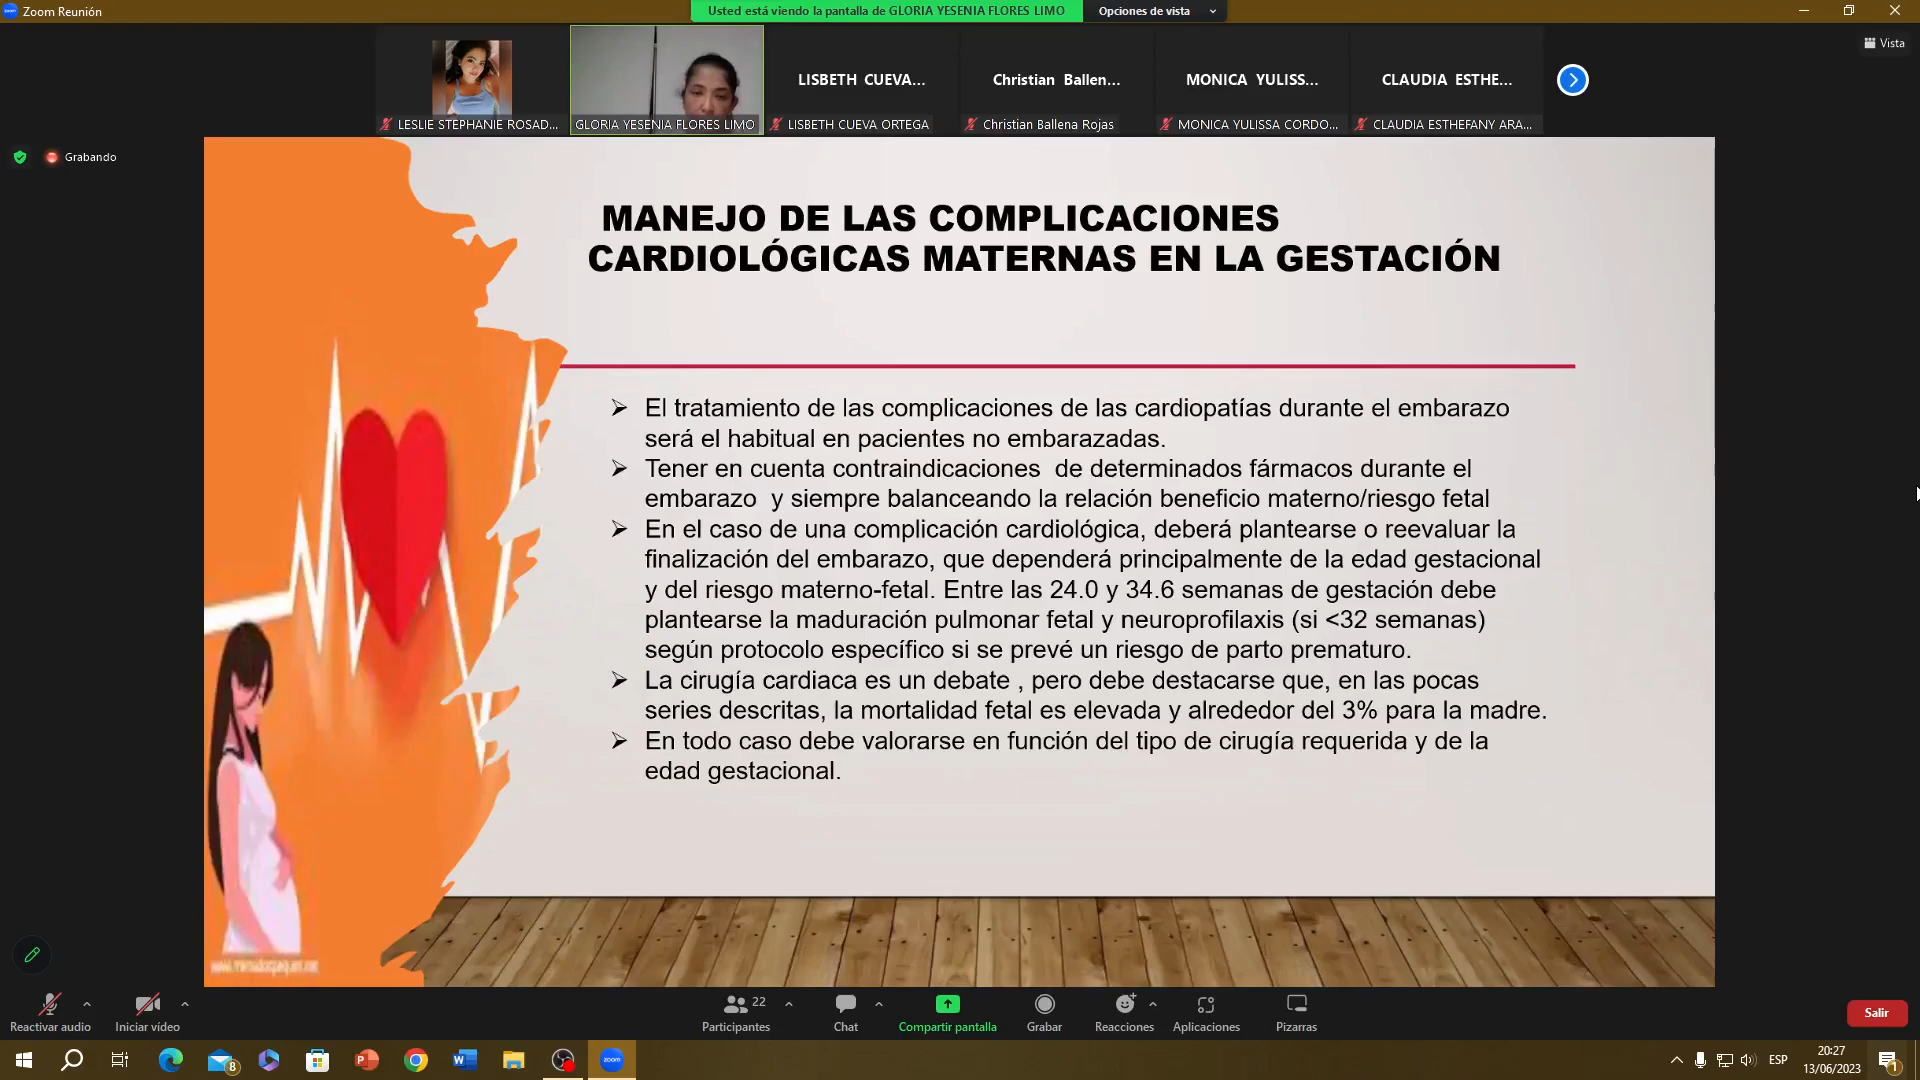 Zoom Reunión
Usted está viendo la pantalla de GLORIA YESENIA FLORES LIMO
Opciones de vista
Vista
LISBETH CUEVA...
Christian Ballen...
MONICA YULISS...
CLAUDIA ESTHE...
LESLIE STEPHANIE ROSAD...
GLORIA YESENIA FLORES LIMO
LISBETH CUEVA ORTEGA
Christian Ballena Rojas
MONICA YULISSA CORDO...
CLAUDIA ESTHEFANY ARA...
Grabando
MANEJO DE LAS COMPLICACIONES
CARDIOLÓGICAS MATERNAS EN LA GESTACIÓN
El tratamiento de las complicaciones de las cardiopatías durante el embarazo
será el habitual en pacientes no embarazadas.
Tener en cuenta contraindicaciones de determinados fármacos durante el
embarazo y siempre balanceando la relación beneficio materno/riesgo fetal
En el caso de una complicación cardiológica, deberá plantearse o reevaluar la
finalización del embarazo, que dependerá principalmente de la edad gestacional
y del riesgo materno-fetal. Entre las 24.0 y 34.6 semanas de gestación debe
plantearse la maduración pulmonar fetal y neuroprofilaxis (si <32 semanas)
según protocolo específico si se prevé un riesgo de parto prematuro.
La cirugía cardiaca es un debate , pero debe destacarse que, en las pocas
series descritas, la mortalidad fetal es elevada y alrededor del 3% para la madre.
En todo caso debe valorarse en función del tipo de cirugía requerida y de la
edad gestacional.
Reactivar audio
Iniciar vídeo
22
Participantes
Chat
Compartir pantalla
Grabar
Reacciones
Aplicaciones
Pizarras
Salir
8
zoom
ESP
20:27
13/06/2023
1